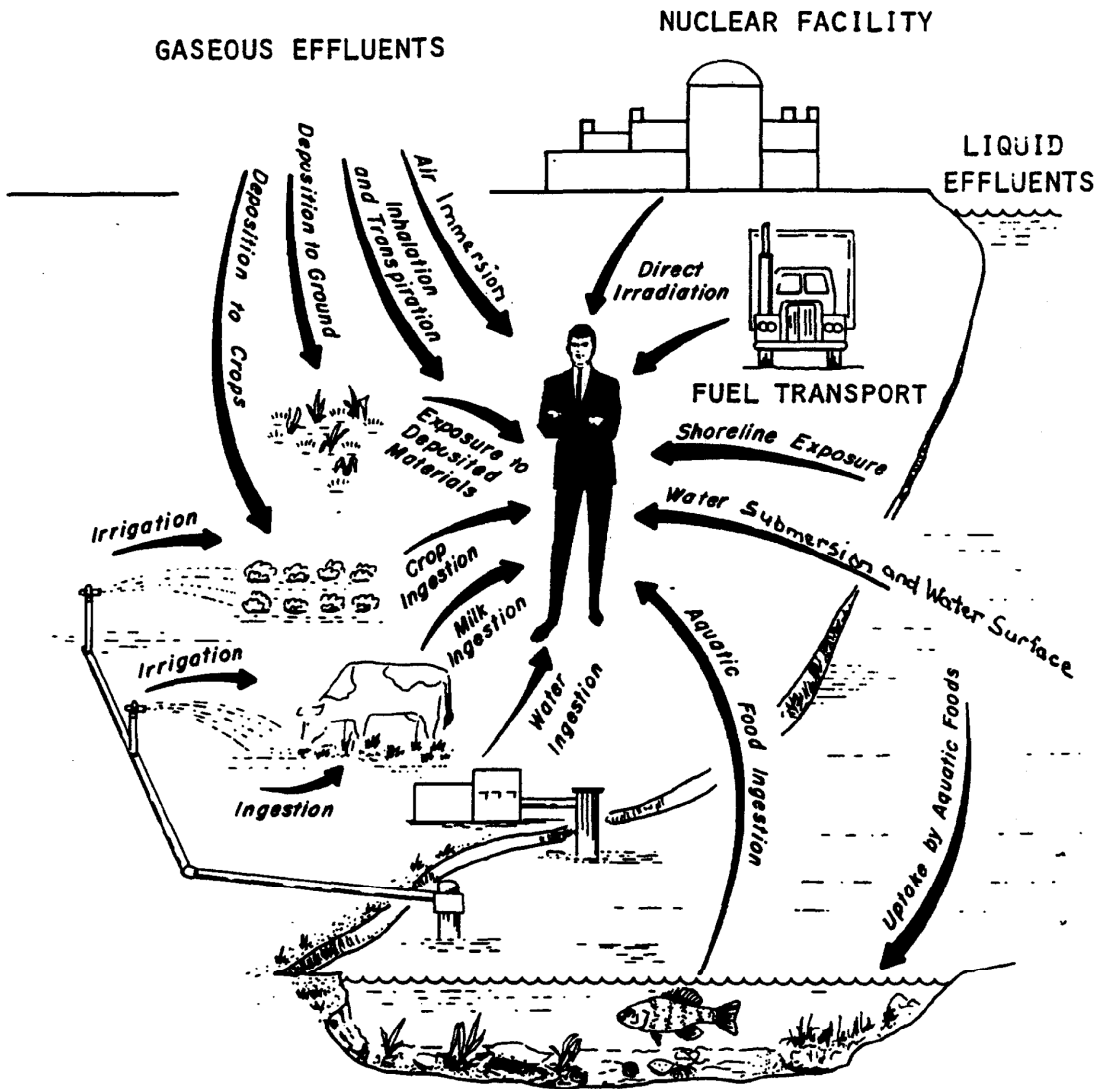 NUCLEAR FACILITY
GASEOUS EFFLUENTS
LIQUID
EFFLUENTS
Deposition to Crops
Deposition to Ground
Inhalation
and Transpiration
Air Immersion
Direct
Irradiation
FUEL TRANSPORT
Exposure to
Deposited
Materials
Shoreline Exposure
Water Submersion and Water Surface
Irrigation
Crop
Ingestion
Milk
Ingestion
Irrigation
Water
Ingestion
Aquatic Food Ingestion
Uptake by Aquatic Foods
Ingestion